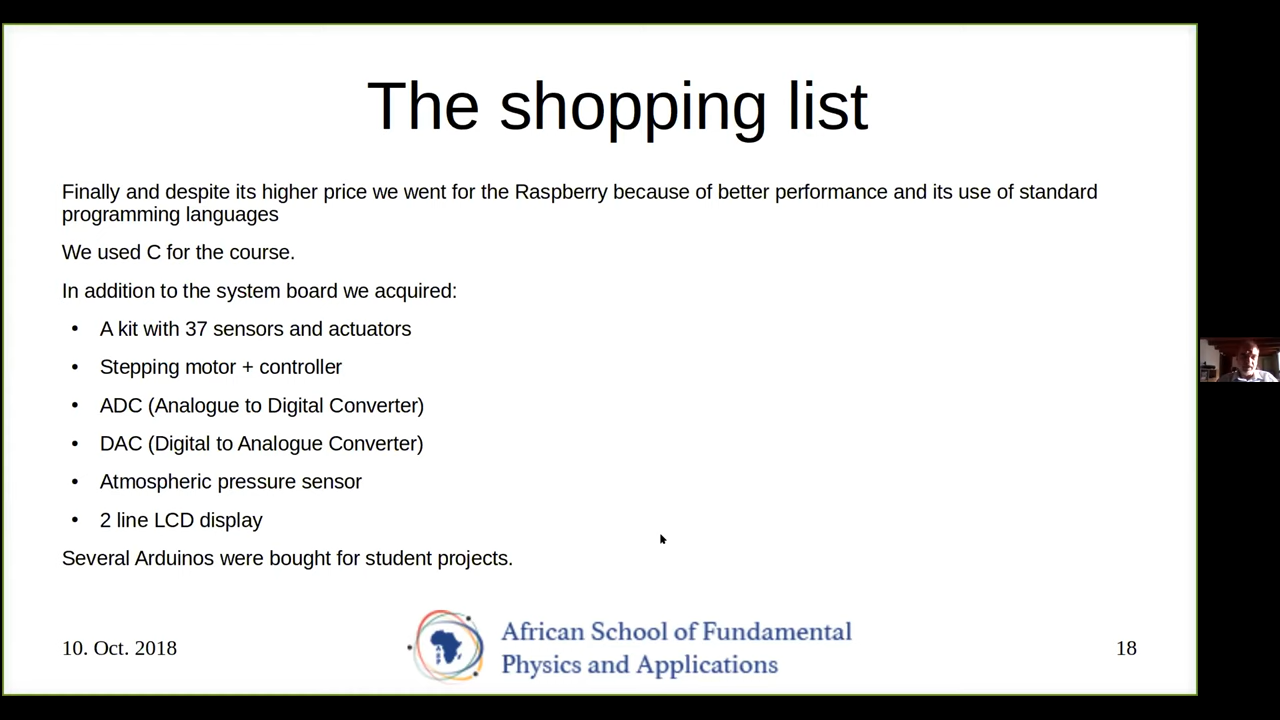 The shopping list
Finally and despite its higher price we went for the Raspberry because of better performance and its use of standard
programming languages
We used C for the course.
In addition to the system board we acquired:
• A kit with 37 sensors and actuators
• Stepping motor + controller
• ADC (Analogue to Digital Converter)
• DAC (Digital to Analogue Converter)
• Atmospheric pressure sensor
• 2 line LCD display
Several Arduinos were bought for student projects.
10. Oct. 2018
African School of Fundamental
Physics and Applications
18